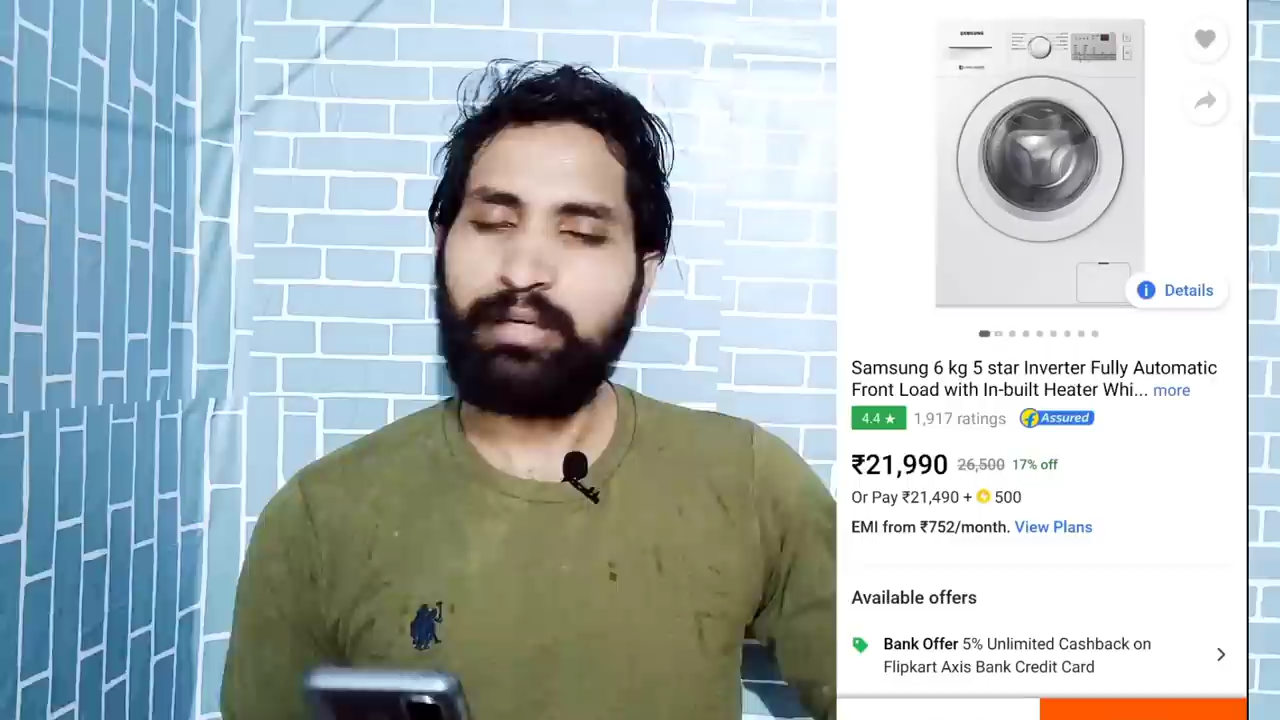 SAMSUNG
Details
Samsung 6 kg 5 star Inverter Fully Automatic
Front Load with In-built Heater Whi... more
4.4 ★ 1,917 ratings Assured
₹21,990 26,500 17% off
Or Pay ₹21,490 + 500
EMI from ₹752/month. View Plans
Available offers
Bank Offer 5% Unlimited Cashback on
Flipkart Axis Bank Credit Card